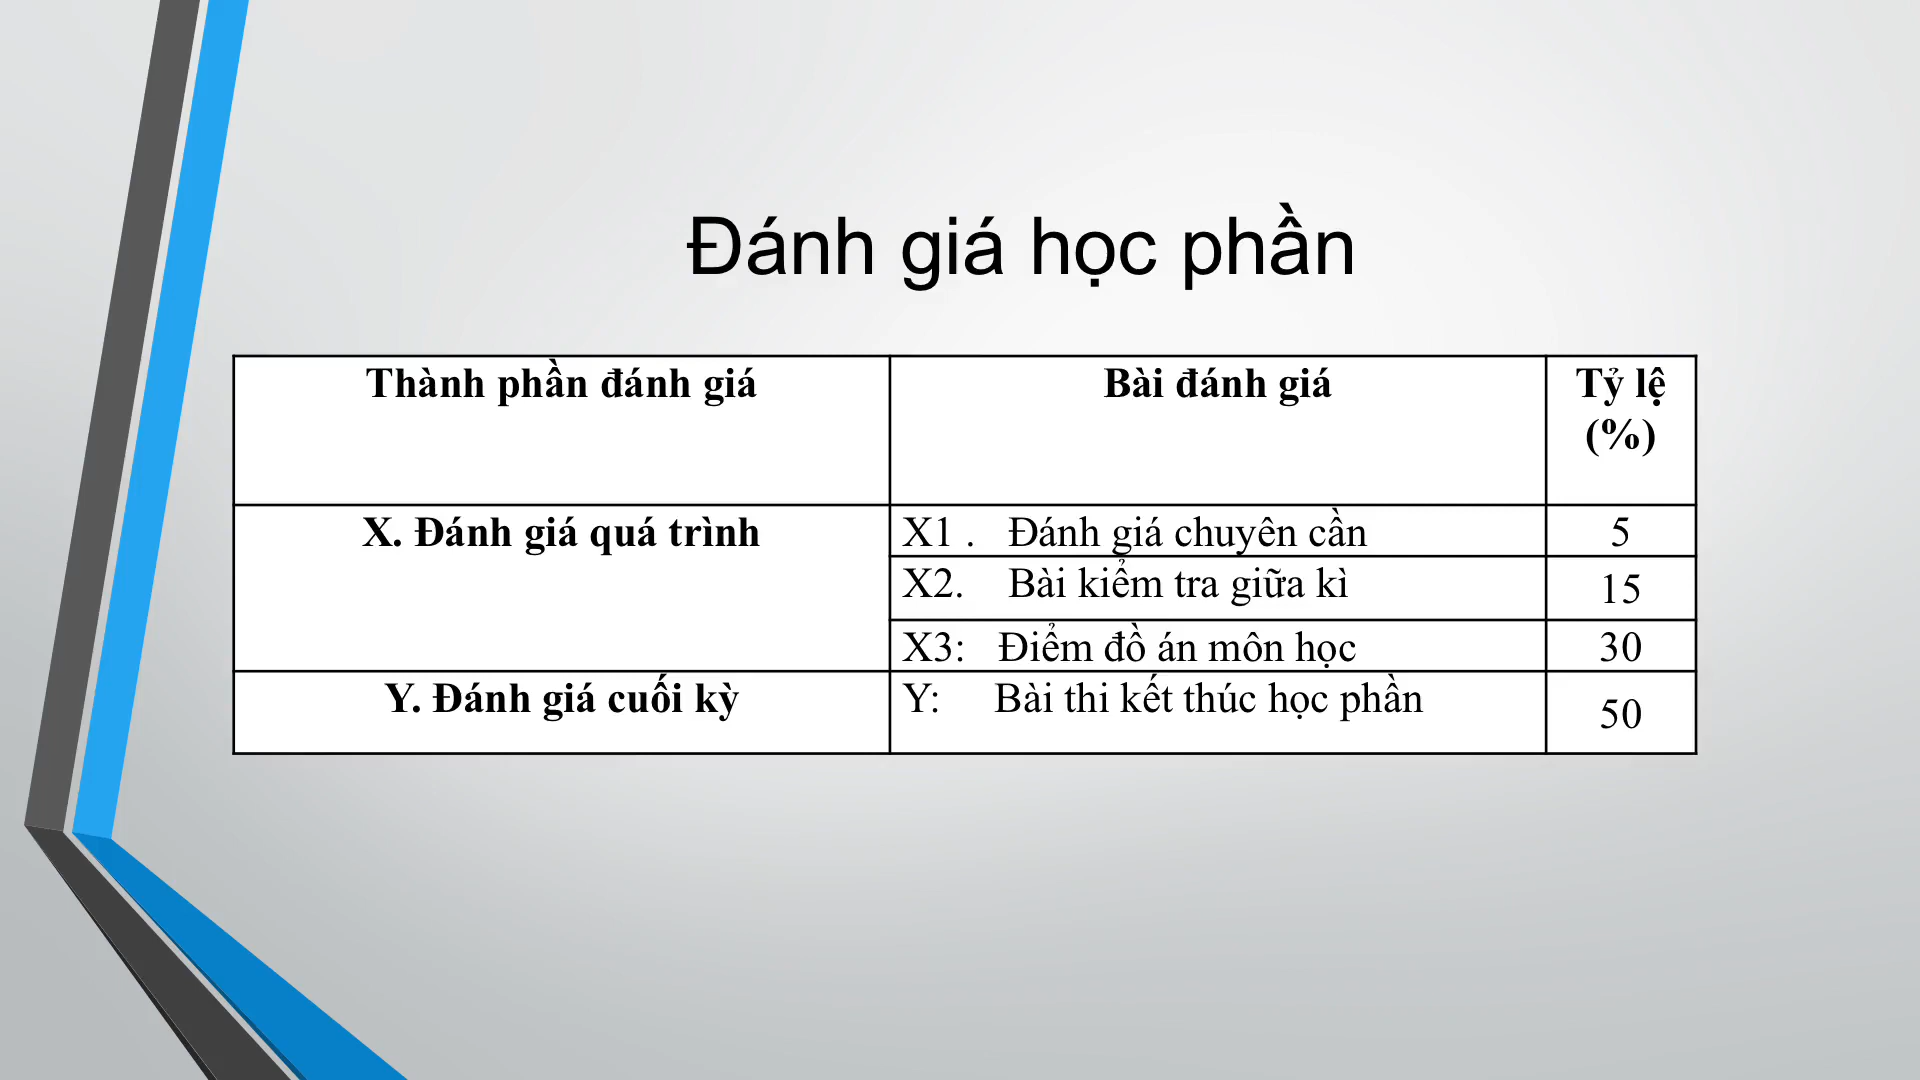 Đánh giá học phần
Thành phần đánh giá
Bài đánh giá
Tỷ lệ
(%)
X. Đánh giá quá trình
X1 . Đánh giá chuyên cần
5
X2. Bài kiểm tra giữa kì
15
X3: Điểm đồ án môn học
30
Y. Đánh giá cuối kỳ
Y: Bài thi kết thúc học phần
50